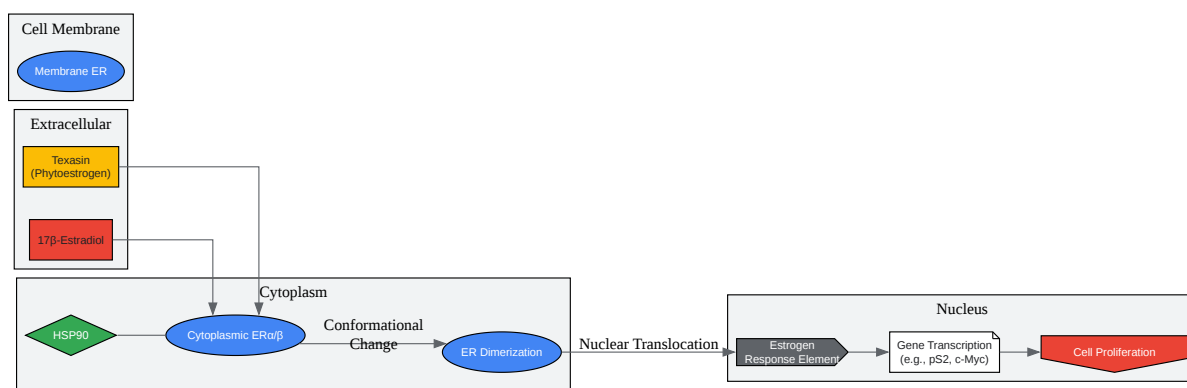 Cell Membrane
Membrane ER
Extracellular
Texasin
(Phytoestrogen)
17β-Estradiol
Cytoplasm
HSP90
Cytoplasmic ERα/β
Conformational
Change
ER Dimerization
Nuclear Translocation
Nucleus
Estrogen
Response Element
Gene Transcription
(e.g., pS2, c-Myc)
Cell Proliferation